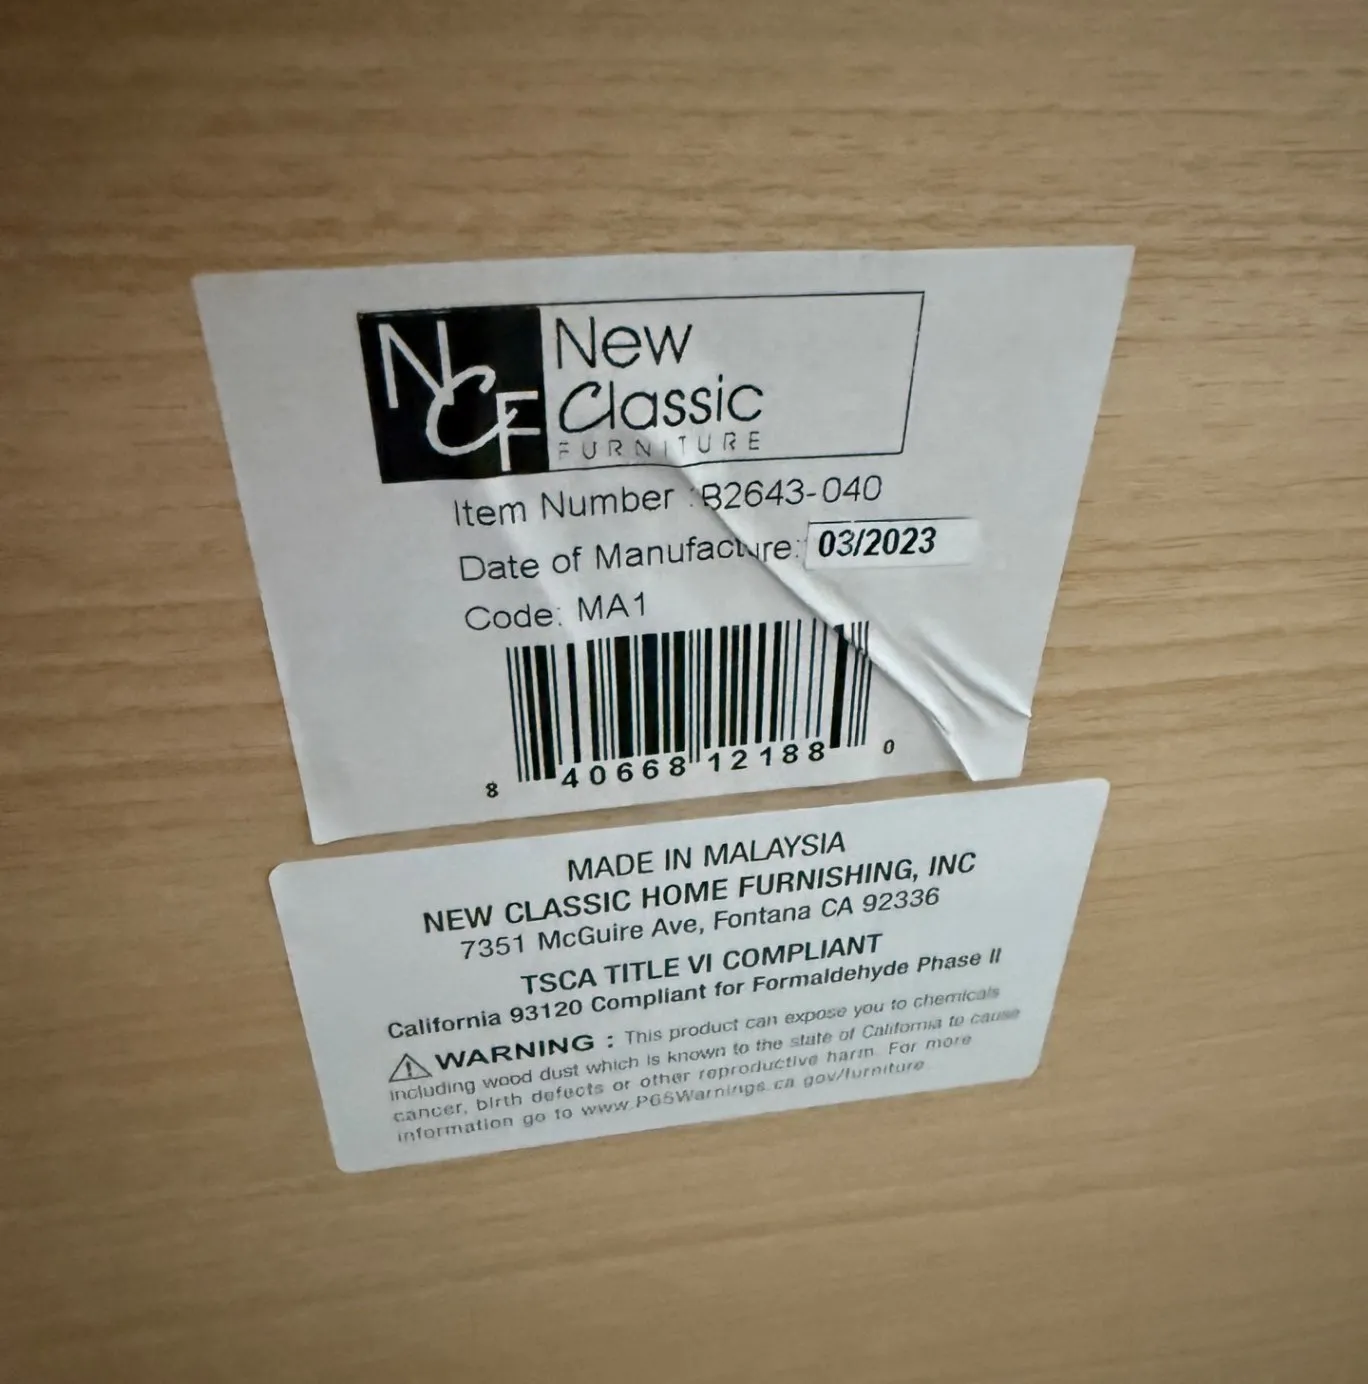 NCF
New
Classic
FURNITURE
Item Number : B2643-040
Date of Manufacture: 03/2023
Code: MA1
8 40668 12188 0
MADE IN MALAYSIA
NEW CLASSIC HOME FURNISHING, INC
7351 McGuire Ave, Fontana CA 92336
TSCA TITLE VI COMPLIANT
California 93120 Compliant for Formaldehyde Phase II
⚠ WARNING : This product can expose you to chemicals
including wood dust which is known to the state of California to cause
cancer, birth defects or other reproductive harm. For more
information go to www.P65Warnings.ca.gov/furniture